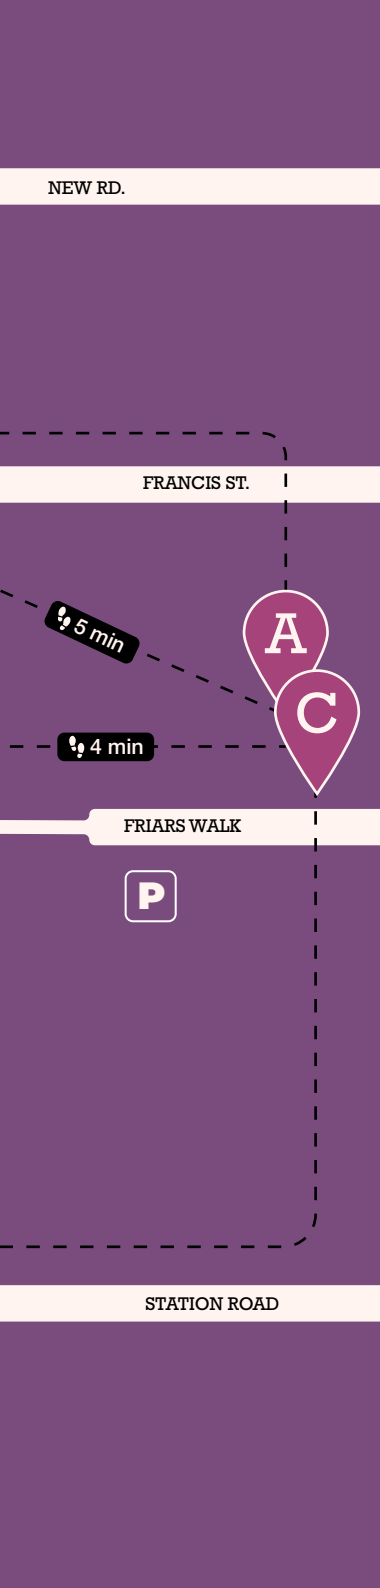 NEW RD.
FRANCIS ST.
A
5 min
C
4 min
FRIARS WALK
P
STATION ROAD